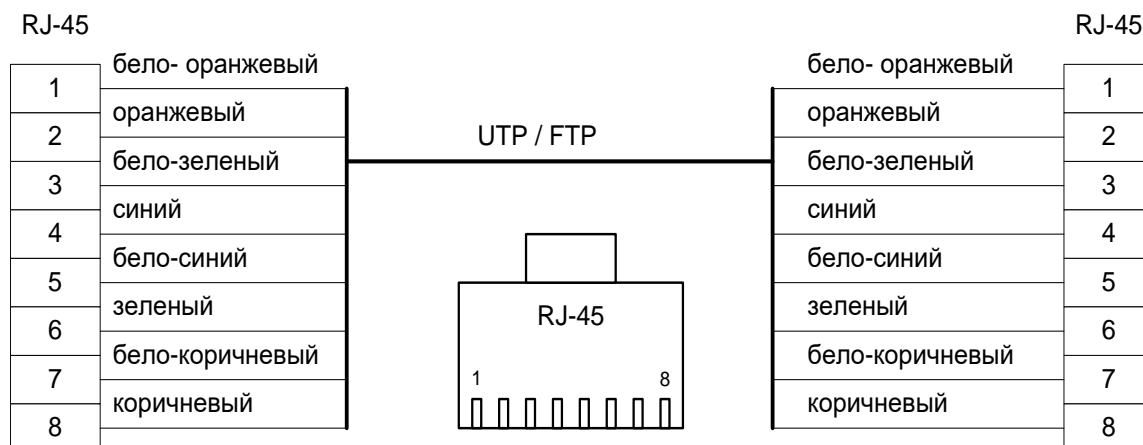 RJ-45
RJ-45
бело- оранжевый
бело- оранжевый
1
1
оранжевый
оранжевый
2
UTP / FTP
2
бело-зеленый
бело-зеленый
3
3
синий
синий
4
4
бело-синий
бело-синий
5
5
зеленый
RJ-45
зеленый
6
6
бело-коричневый
бело-коричневый
7
1
8
7
коричневый
коричневый
8
8